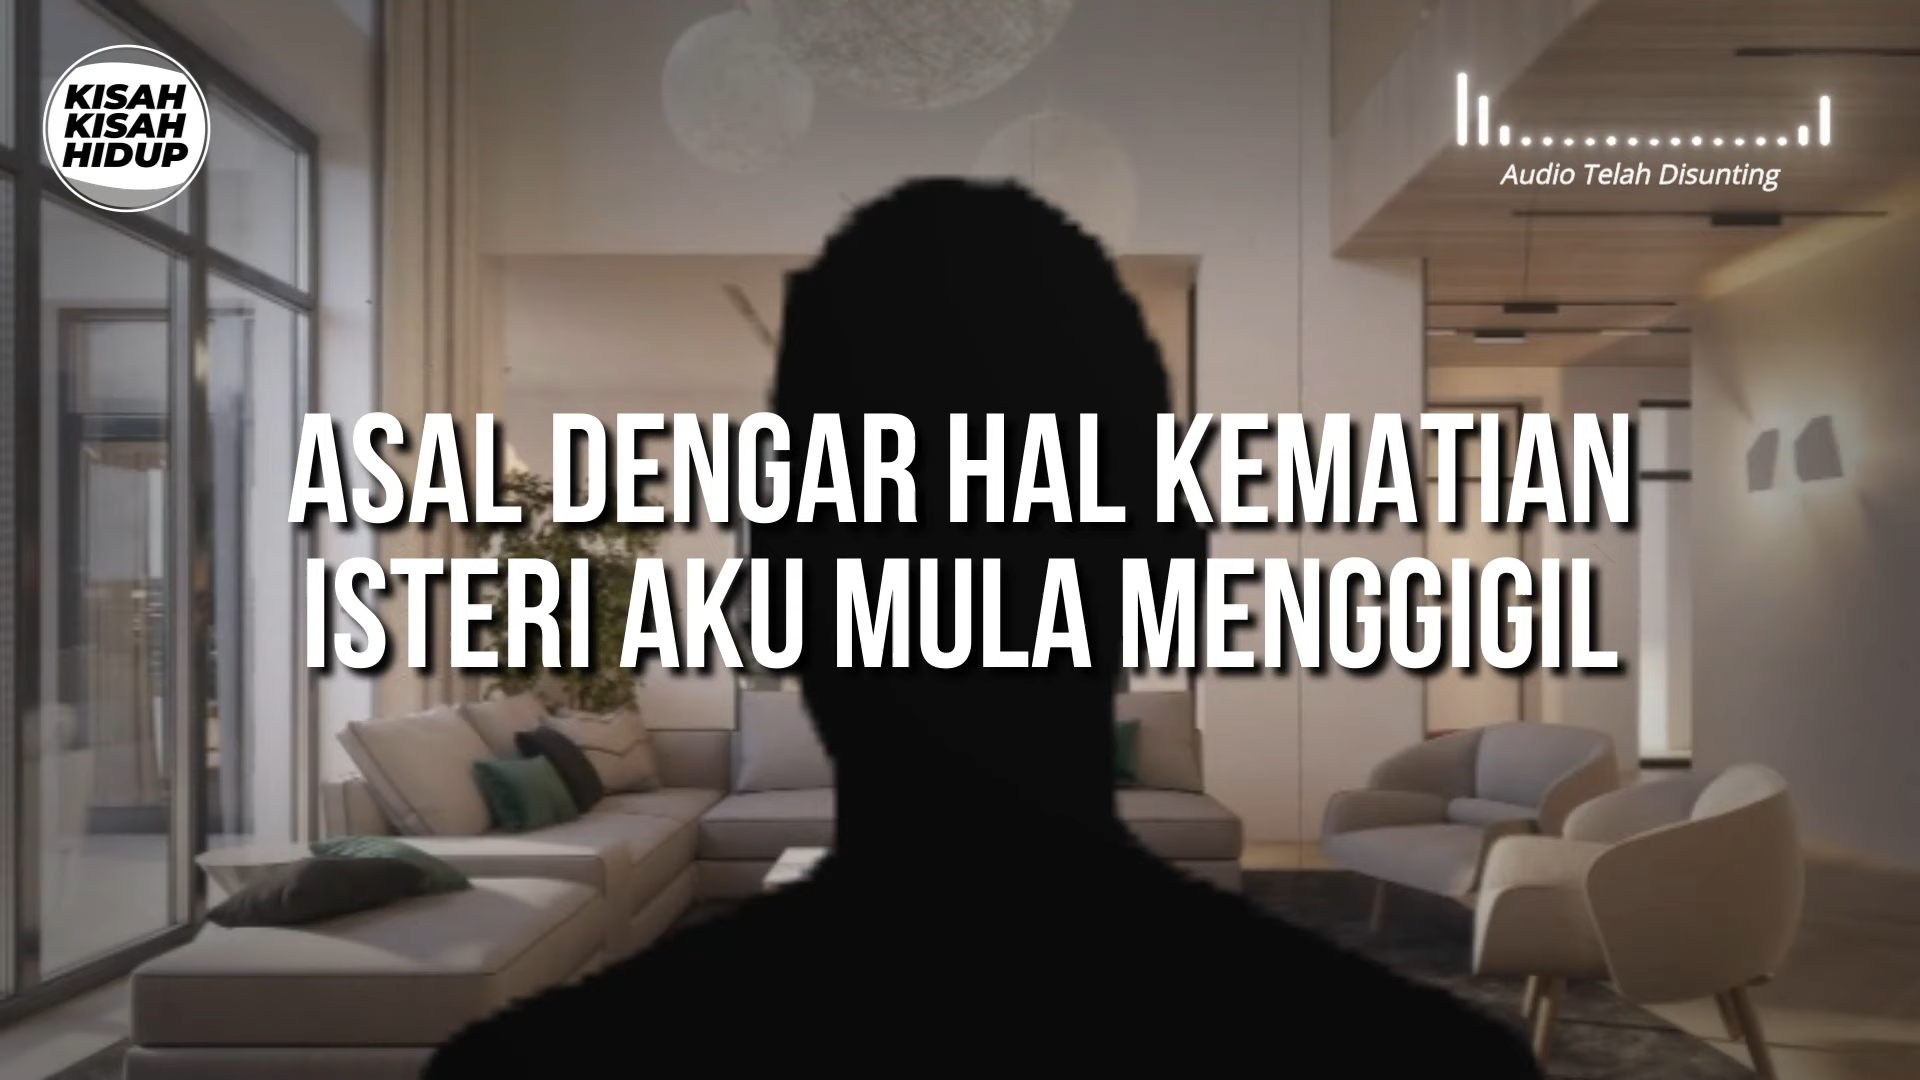 KISAH
KISAH
HIDUP
Audio Telah Disunting
ASAL DENGAR HAL KEMATIAN
ISTERI AKU MULA MENGGIGIL